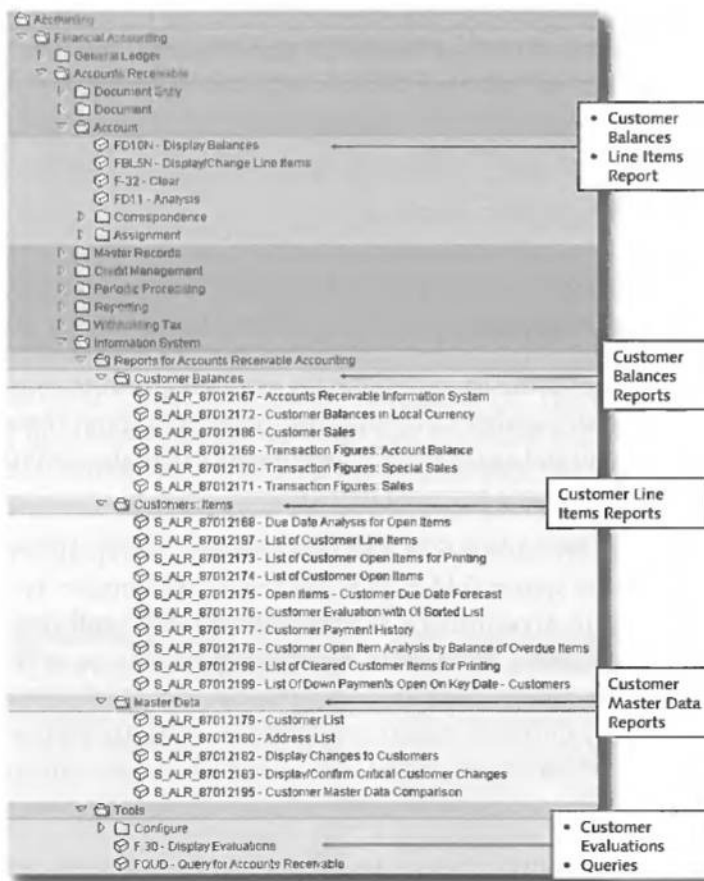 Accounting
Financial Accounting
General Ledger
Accounts Receivable
Document Entry
Document
Account
FD10N - Display Balances
FBL5N - Display/Change Line Items
F-32 - Clear
FD11 - Analysis
Correspondence
Assignment
Master Records
Credit Management
Periodic Processing
Reporting
Withholding Tax
Information System
Reports for Accounts Receivable Accounting
Customer Balances
S_ALR_87012167 - Accounts Receivable Information System
S_ALR_87012172 - Customer Balances in Local Currency
S_ALR_87012186 - Customer Sales
S_ALR_87012169 - Transaction Figures: Account Balance
S_ALR_87012170 - Transaction Figures: Special Sales
S_ALR_87012171 - Transaction Figures: Sales
Customers: Items
S_ALR_87012168 - Due Date Analysis for Open Items
S_ALR_87012197 - List of Customer Line Items
S_ALR_87012173 - List of Customer Open Items for Printing
S_ALR_87012174 - List of Customer Open Items
S_ALR_87012175 - Open Items - Customer Due Date Forecast
S_ALR_87012176 - Customer Evaluation with OI Sorted List
S_ALR_87012177 - Customer Payment History
S_ALR_87012178 - Customer Open Item Analysis by Balance of Overdue Items
S_ALR_87012198 - List of Cleared Customer Items for Printing
S_ALR_87012199 - List Of Down Payments Open On Key Date - Customers
Master Data
S_ALR_87012179 - Customer List
S_ALR_87012180 - Address List
S_ALR_87012182 - Display Changes to Customers
S_ALR_87012183 - Display/Confirm Critical Customer Changes
S_ALR_87012195 - Customer Master Data Comparison
Tools
Configure
F.30 - Display Evaluations
FQUD - Query for Accounts Receivable
• Customer
Balances
• Line Items
Report
Customer
Balances
Reports
Customer Line
Items Reports
Customer
Master Data
Reports
• Customer
Evaluations
• Queries